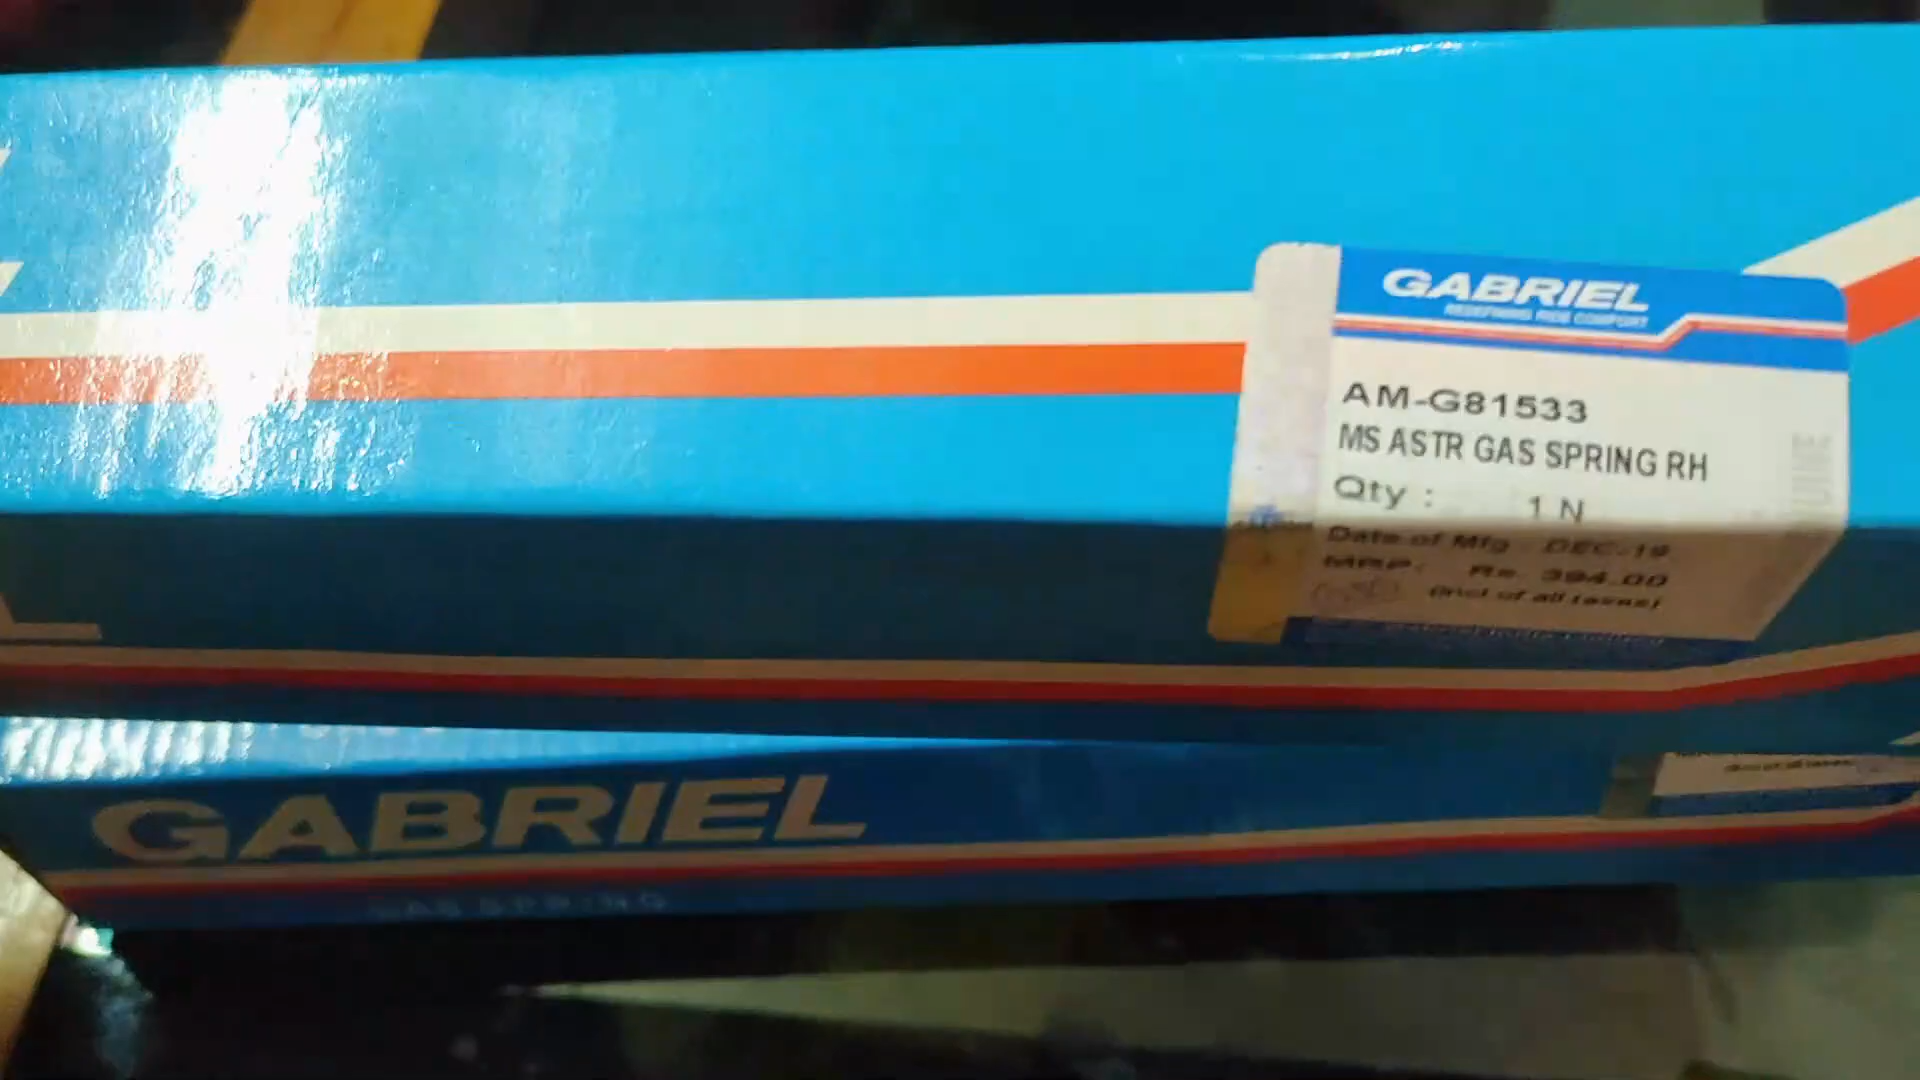 GABRIEL
REDEFINING RIDE COMFORT
AM-G81533
MS ASTR GAS SPRING RH
Qty : 1 N
Date of Mfg : DEC-19
MRP: Rs. 394.00
(Incl of all taxes)
GABRIEL
GAS SPRING